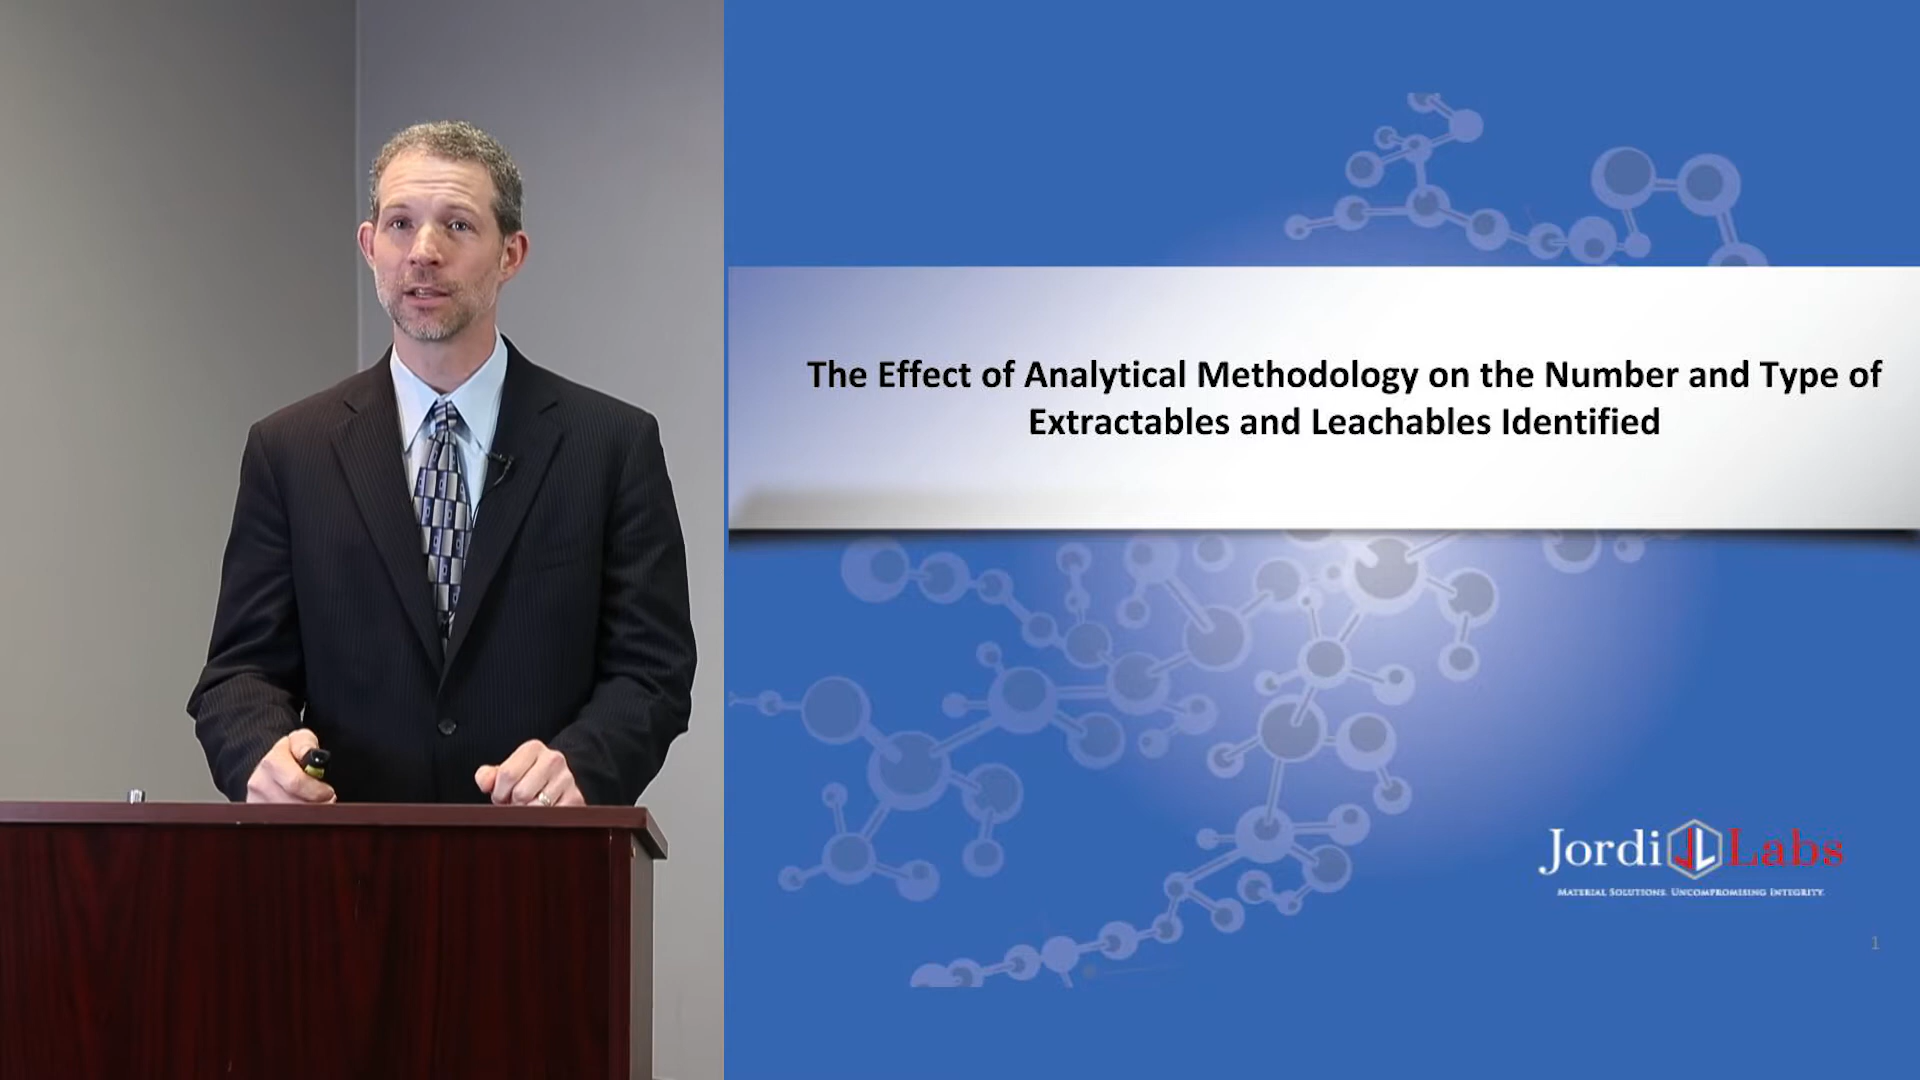 The Effect of Analytical Methodology on the Number and Type of
Extractables and Leachables Identified
Jordi JL Labs
Material Solutions. Uncompromising Integrity.
1